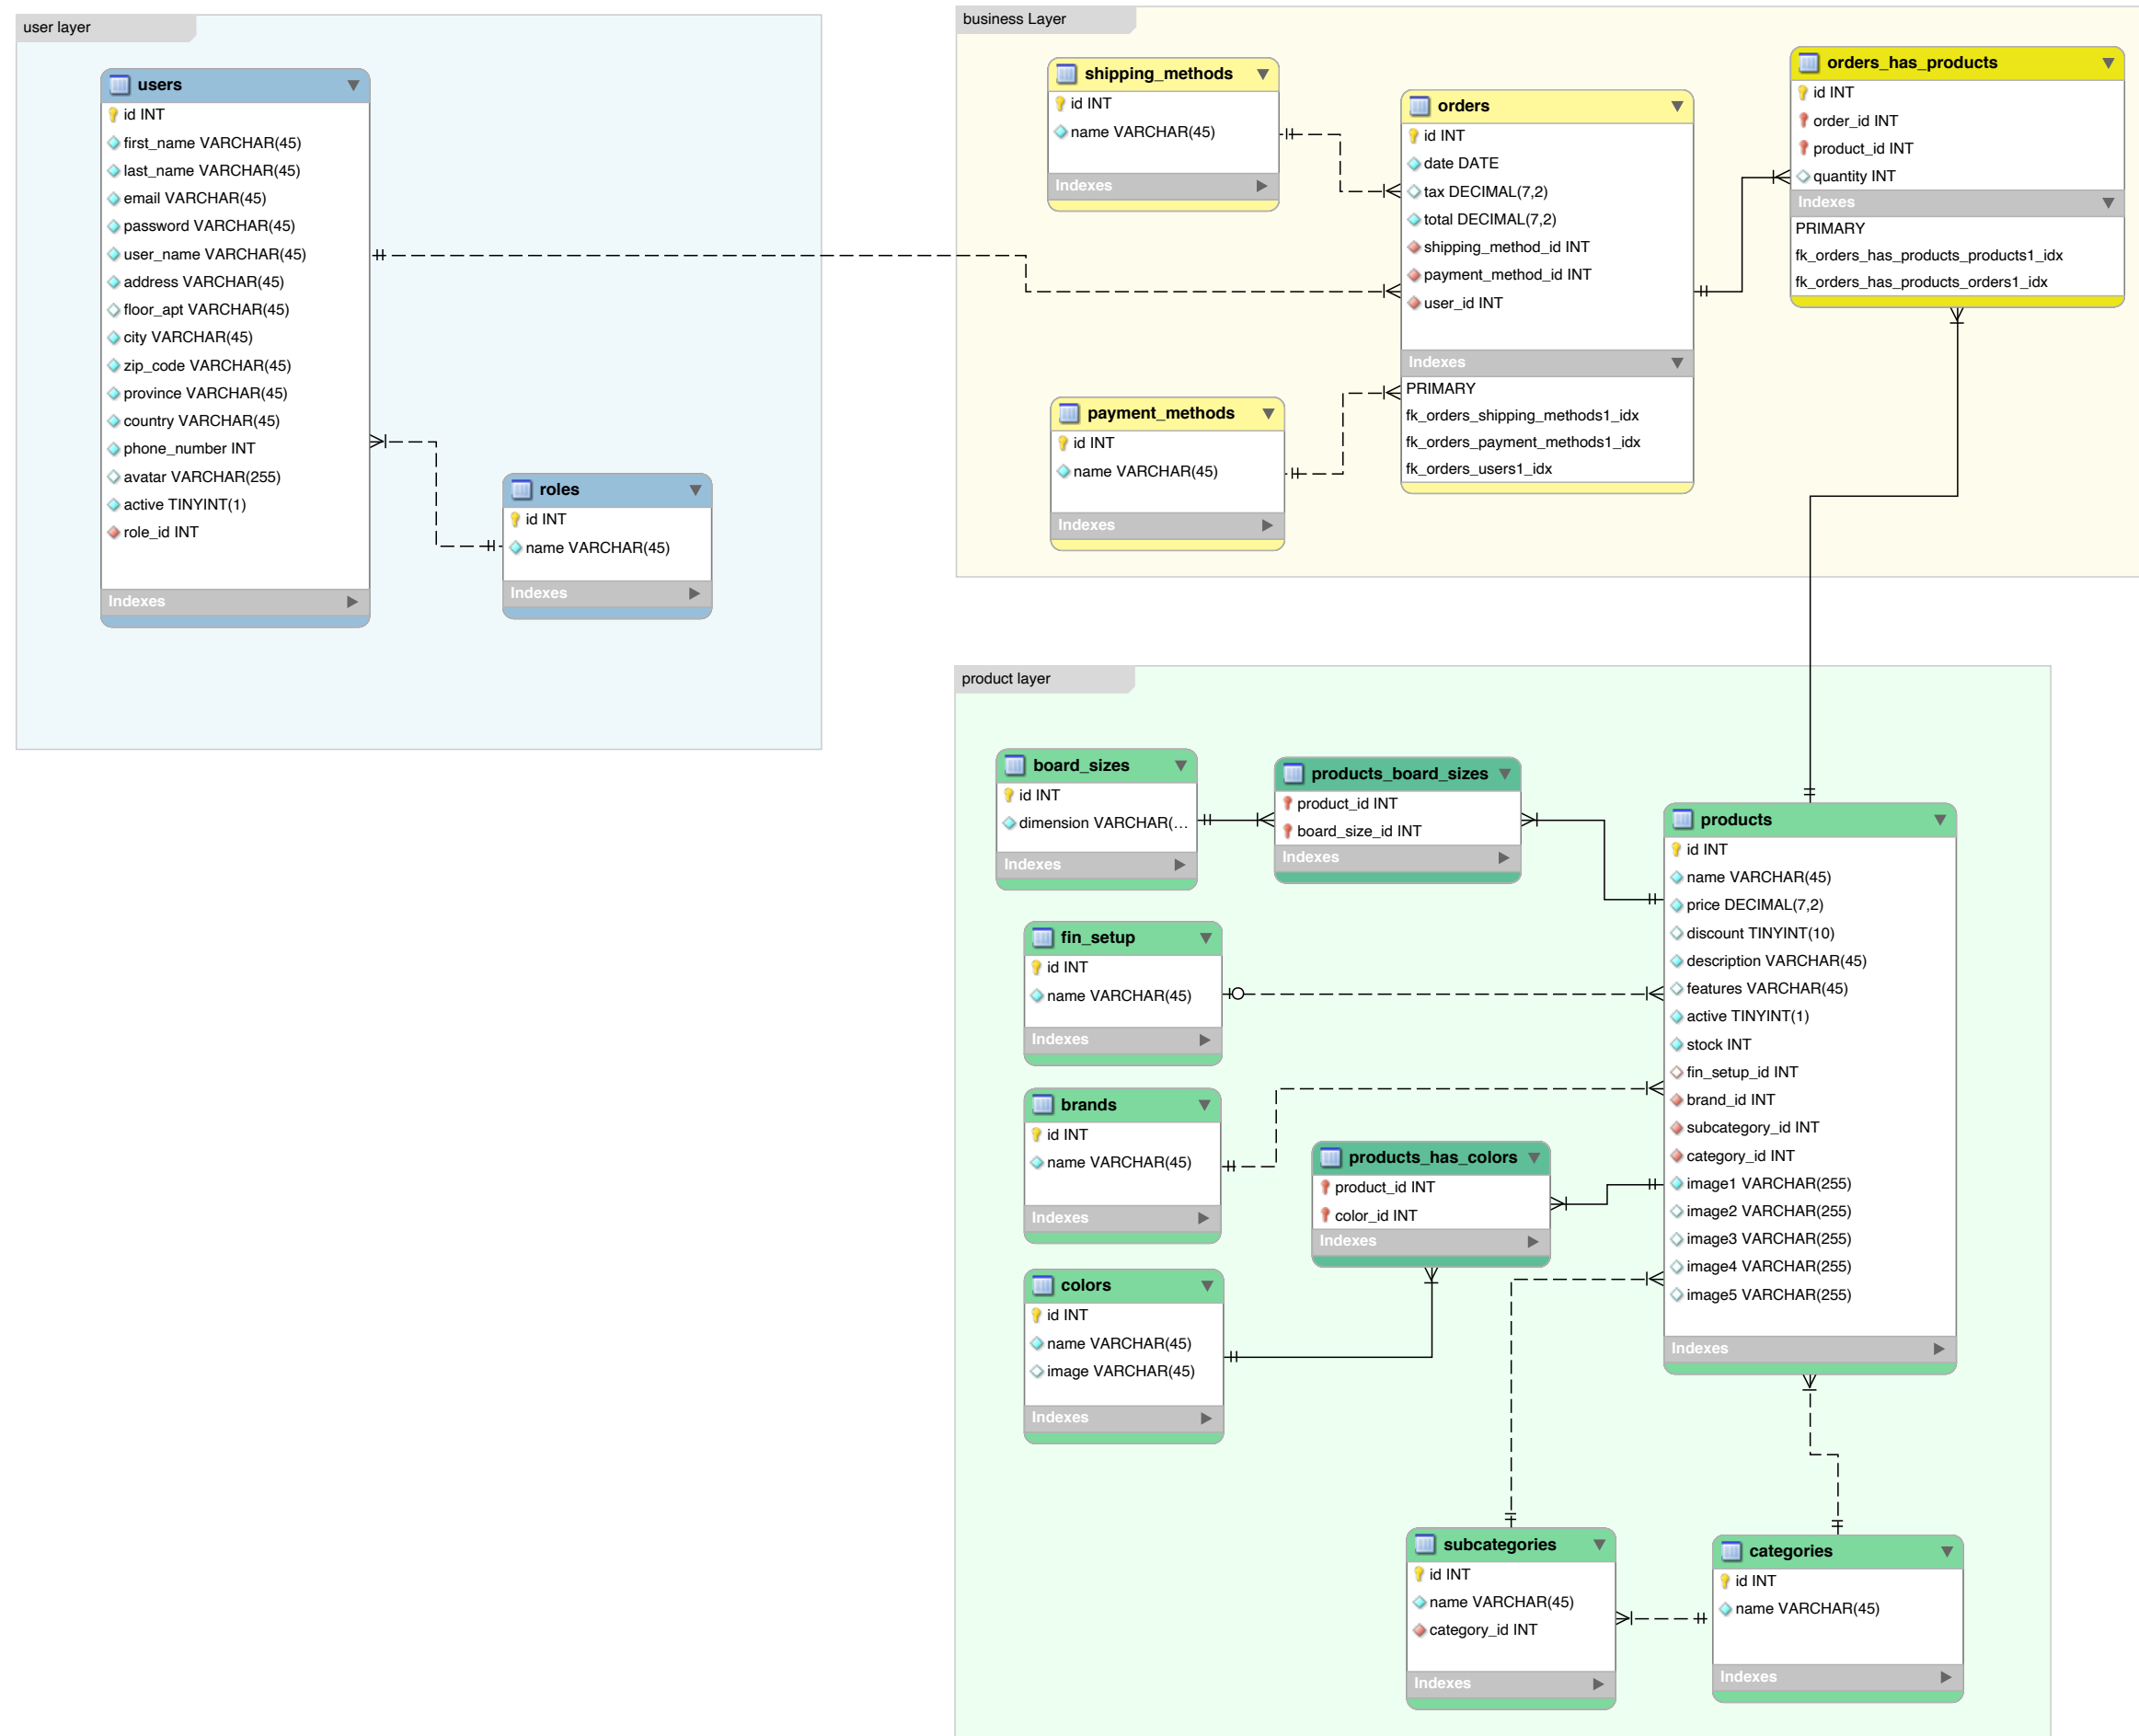 user layer
users
id INT
first_name VARCHAR(45)
last_name VARCHAR(45)
email VARCHAR(45)
password VARCHAR(45)
user_name VARCHAR(45)
address VARCHAR(45)
floor_apt VARCHAR(45)
city VARCHAR(45)
zip_code VARCHAR(45)
province VARCHAR(45)
country VARCHAR(45)
phone_number INT
avatar VARCHAR(255)
active TINYINT(1)
role_id INT
Indexes
roles
id INT
name VARCHAR(45)
Indexes
business Layer
shipping_methods
id INT
name VARCHAR(45)
Indexes
payment_methods
id INT
name VARCHAR(45)
Indexes
orders
id INT
date DATE
tax DECIMAL(7,2)
total DECIMAL(7,2)
shipping_method_id INT
payment_method_id INT
user_id INT
Indexes
PRIMARY
fk_orders_shipping_methods1_idx
fk_orders_payment_methods1_idx
fk_orders_users1_idx
orders_has_products
id INT
order_id INT
product_id INT
quantity INT
Indexes
PRIMARY
fk_orders_has_products_products1_idx
fk_orders_has_products_orders1_idx
product layer
board_sizes
id INT
dimension VARCHAR(...
Indexes
products_board_sizes
product_id INT
board_size_id INT
Indexes
fin_setup
id INT
name VARCHAR(45)
Indexes
brands
id INT
name VARCHAR(45)
Indexes
products_has_colors
product_id INT
color_id INT
Indexes
colors
id INT
name VARCHAR(45)
image VARCHAR(45)
Indexes
products
id INT
name VARCHAR(45)
price DECIMAL(7,2)
discount TINYINT(10)
description VARCHAR(45)
features VARCHAR(45)
active TINYINT(1)
stock INT
fin_setup_id INT
brand_id INT
subcategory_id INT
category_id INT
image1 VARCHAR(255)
image2 VARCHAR(255)
image3 VARCHAR(255)
image4 VARCHAR(255)
image5 VARCHAR(255)
Indexes
subcategories
id INT
name VARCHAR(45)
category_id INT
Indexes
categories
id INT
name VARCHAR(45)
Indexes